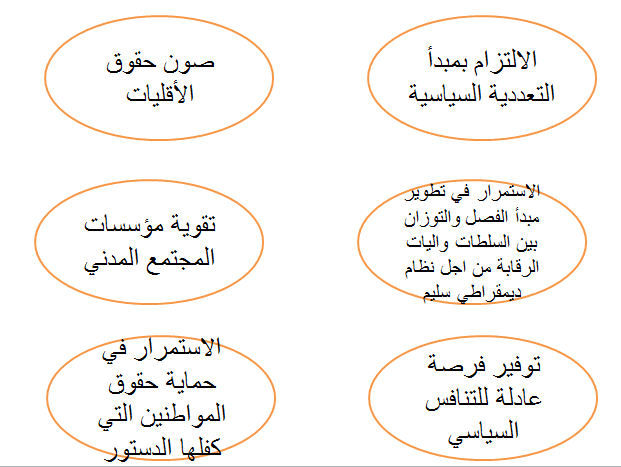 الالتزام بمبدأ
التعددية السياسية
صون حقوق
الأقليات
الاستمرار في تطوير
مبدأ الفصل والتوزان
بين السلطات واليات
الرقابة من اجل نظام
ديمقراطي سليم
تقوية مؤسسات
المجتمع المدني
توفير فرصة
عادلة للتنافس
السياسي
الاستمرار في
حماية حقوق
المواطنين التي
كفلها الدستور